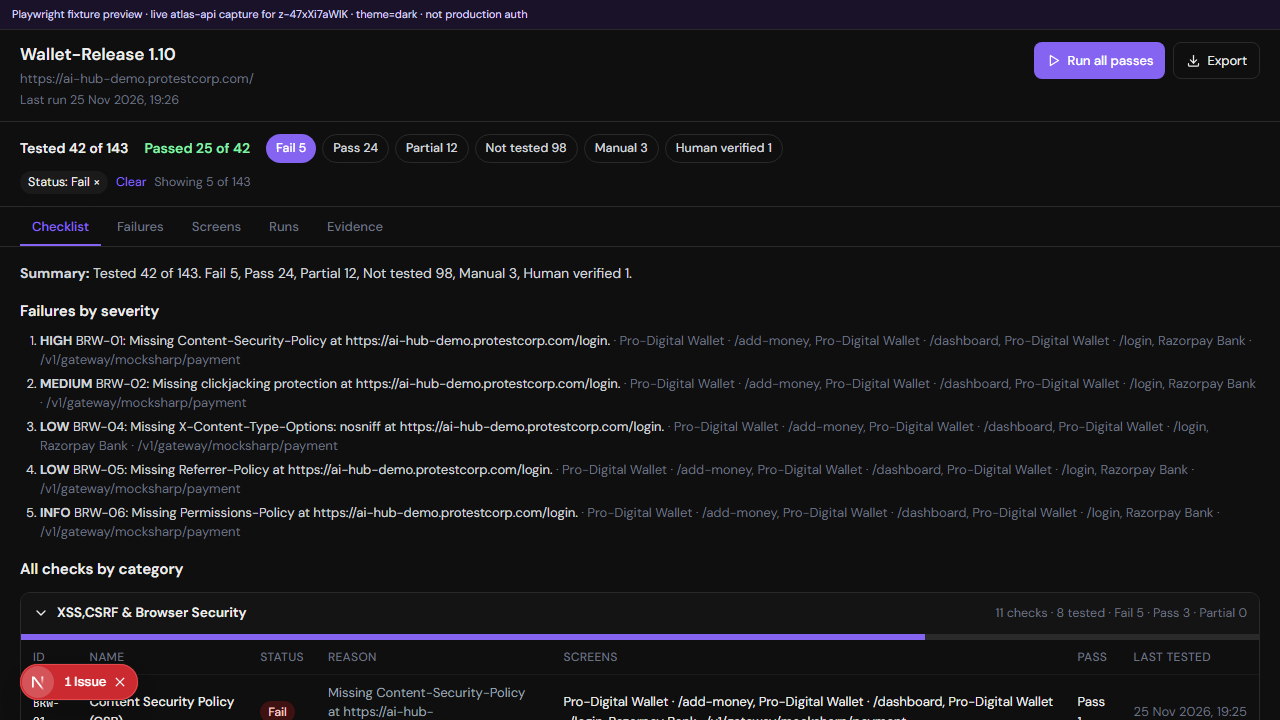 Playwright fixture preview · live atlas-api capture for z-47xXi7aWIK · theme=dark · not production auth
Wallet-Release 1.10
https://ai-hub-demo.protestcorp.com/
Last run 25 Nov 2026, 19:26
Run all passes
Export
Tested 42 of 143 Passed 25 of 42 Fail 5 Pass 24 Partial 12 Not tested 98 Manual 3 Human verified 1
Status: Fail × Clear Showing 5 of 143
Checklist Failures Screens Runs Evidence
Summary: Tested 42 of 143. Fail 5, Pass 24, Partial 12, Not tested 98, Manual 3, Human verified 1.
Failures by severity
1. HIGH BRW-01: Missing Content-Security-Policy at https://ai-hub-demo.protestcorp.com/login. · Pro-Digital Wallet · /add-money, Pro-Digital Wallet · /dashboard, Pro-Digital Wallet · /login, Razorpay Bank ·
/v1/gateway/mocksharp/payment
2. MEDIUM BRW-02: Missing clickjacking protection at https://ai-hub-demo.protestcorp.com/login. · Pro-Digital Wallet · /add-money, Pro-Digital Wallet · /dashboard, Pro-Digital Wallet · /login, Razorpay Bank
· /v1/gateway/mocksharp/payment
3. LOW BRW-04: Missing X-Content-Type-Options: nosniff at https://ai-hub-demo.protestcorp.com/login. · Pro-Digital Wallet · /add-money, Pro-Digital Wallet · /dashboard, Pro-Digital Wallet · /login,
Razorpay Bank · /v1/gateway/mocksharp/payment
4. LOW BRW-05: Missing Referrer-Policy at https://ai-hub-demo.protestcorp.com/login. · Pro-Digital Wallet · /add-money, Pro-Digital Wallet · /dashboard, Pro-Digital Wallet · /login, Razorpay Bank ·
/v1/gateway/mocksharp/payment
5. INFO BRW-06: Missing Permissions-Policy at https://ai-hub-demo.protestcorp.com/login. · Pro-Digital Wallet · /add-money, Pro-Digital Wallet · /dashboard, Pro-Digital Wallet · /login, Razorpay Bank ·
/v1/gateway/mocksharp/payment
All checks by category
XSS,CSRF & Browser Security
11 checks · 8 tested · Fail 5 · Pass 3 · Partial 0
ID NAME STATUS REASON SCREENS PASS LAST TESTED
N 1 Issue ×
BRW- Content Security Policy Fail Missing Content-Security-Policy Pro-Digital Wallet · /add-money, Pro-Digital Wallet · /dashboard, Pro-Digital Wallet Pass 25 Nov 2026, 19:25
at https://ai-hub-